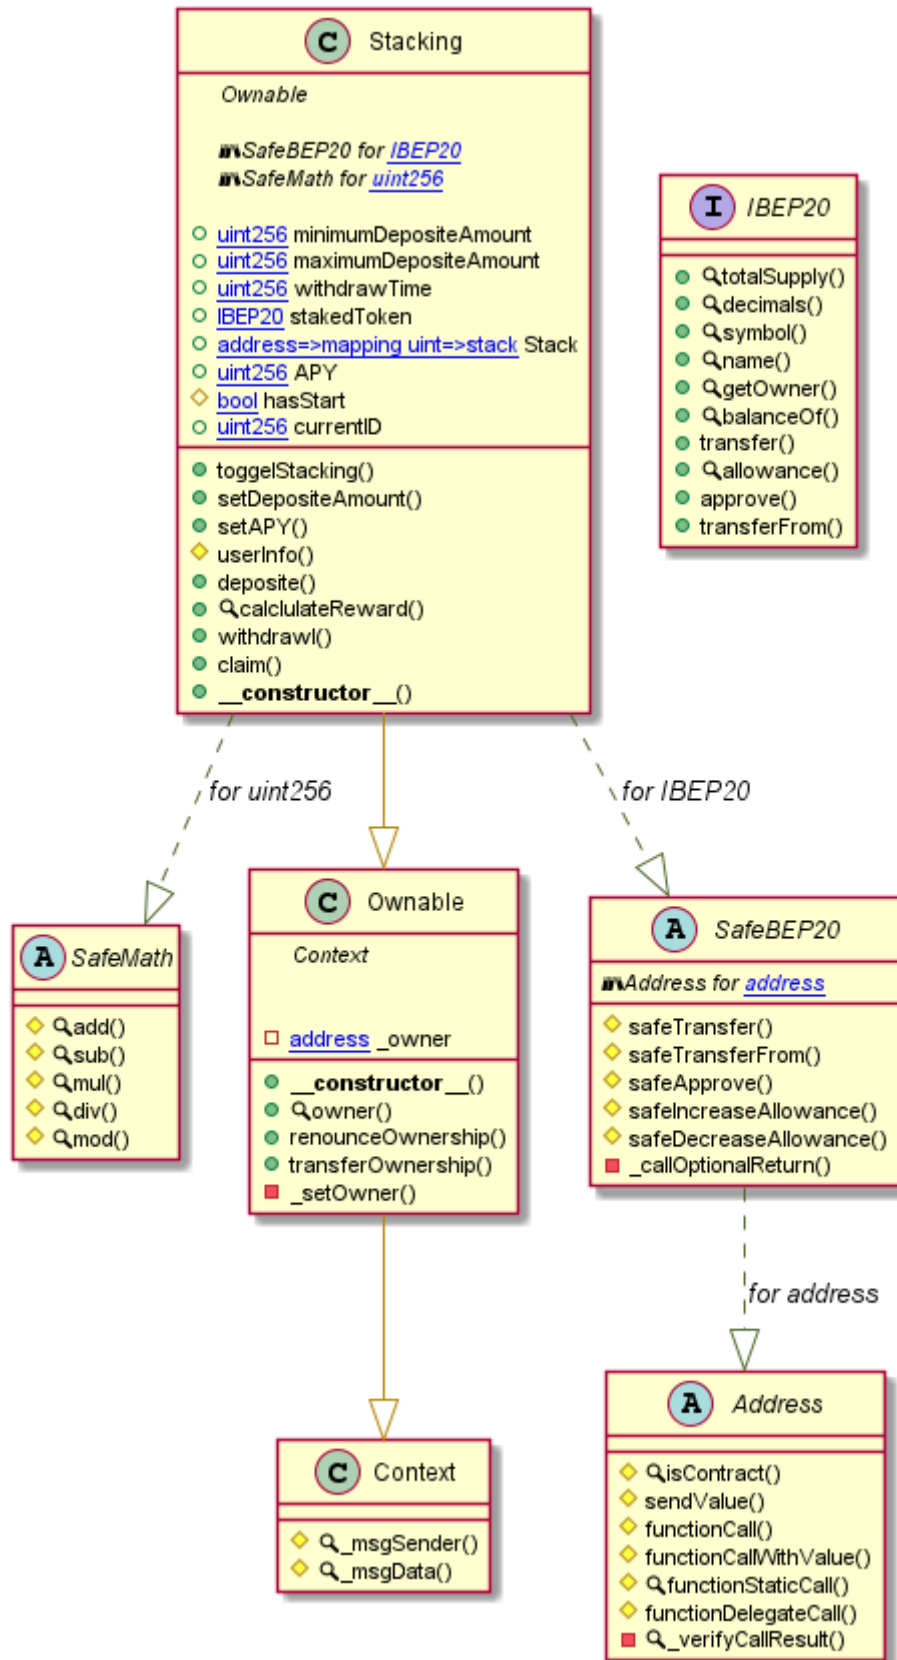 C Stacking
Ownable
SafeBEP20 for IBEP20
SafeMath for uint256
uint256 minimumDepositeAmount
uint256 maximumDepositeAmount
uint256 withdrawTime
IBEP20 stakedToken
address=>mapping uint=>stack Stack
uint256 APY
bool hasStart
uint256 currentID
toggelStacking()
setDepositeAmount()
setAPY()
userInfo()
deposite()
calclulateReward()
withdrawl()
claim()
__constructor__()
I IBEP20
totalSupply()
decimals()
symbol()
name()
getOwner()
balanceOf()
transfer()
allowance()
approve()
transferFrom()
for uint256
for IBEP20
A SafeMath
add()
sub()
mul()
div()
mod()
C Ownable
Context
address _owner
__constructor__()
owner()
renounceOwnership()
transferOwnership()
_setOwner()
A SafeBEP20
Address for address
safeTransfer()
safeTransferFrom()
safeApprove()
safeIncreaseAllowance()
safeDecreaseAllowance()
_callOptionalReturn()
for address
C Context
_msgSender()
_msgData()
A Address
isContract()
sendValue()
functionCall()
functionCallWithValue()
functionStaticCall()
functionDelegateCall()
_verifyCallResult()